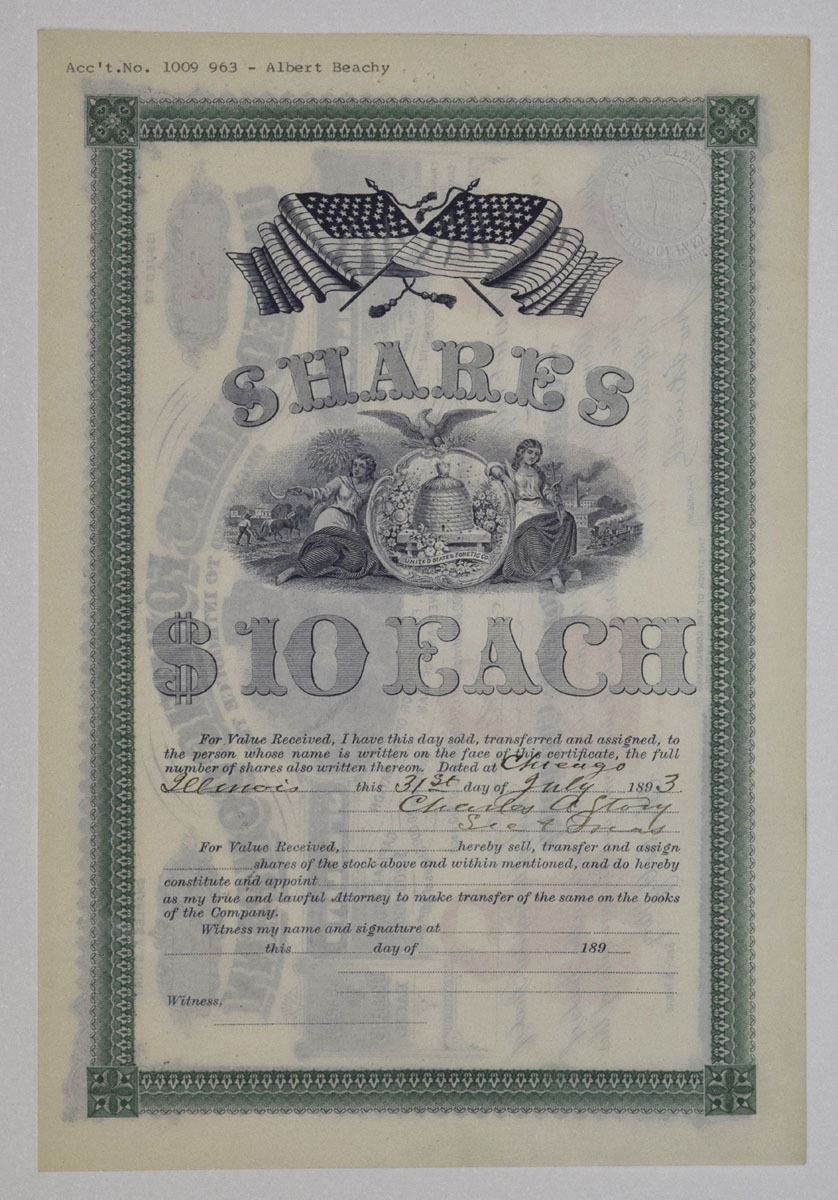 Acc't.No. 1009 963 - Albert Beachy
SHARES
UNITED STATES FONETIC CO.
$10 EACH
For Value Received, I have this day sold, transferred and assigned, to
the person whose name is written on the face of this certificate, the full
number of shares also written thereon. Dated at Chicago
Illinois this 31st day of July 1893.
Charles A Story
Sec & Treas
For Value Received, hereby sell, transfer and assign
shares of the stock above and within mentioned, and do hereby
constitute and appoint
as my true and lawful Attorney to make transfer of the same on the books
of the Company.
Witness my name and signature at
this day of 189
Witness,